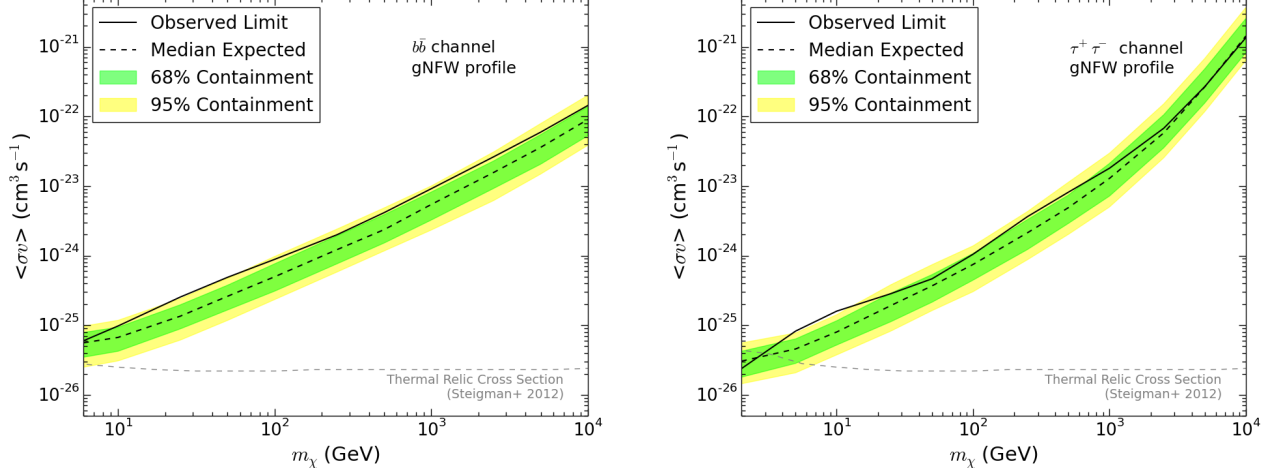 Observed Limit
Median Expected
68% Containment
95% Containment
bb̄ channel
gNFW profile
10⁻²¹
10⁻²²
10⁻²³
10⁻²⁴
10⁻²⁵
10⁻²⁶
<σv> (cm³ s⁻¹)
Thermal Relic Cross Section
(Steigman+ 2012)
10¹
10²
10³
10⁴
mχ (GeV)
Observed Limit
Median Expected
68% Containment
95% Containment
τ⁺ τ⁻ channel
gNFW profile
10⁻²¹
10⁻²²
10⁻²³
10⁻²⁴
10⁻²⁵
10⁻²⁶
<σv> (cm³ s⁻¹)
Thermal Relic Cross Section
(Steigman+ 2012)
10¹
10²
10³
10⁴
mχ (GeV)